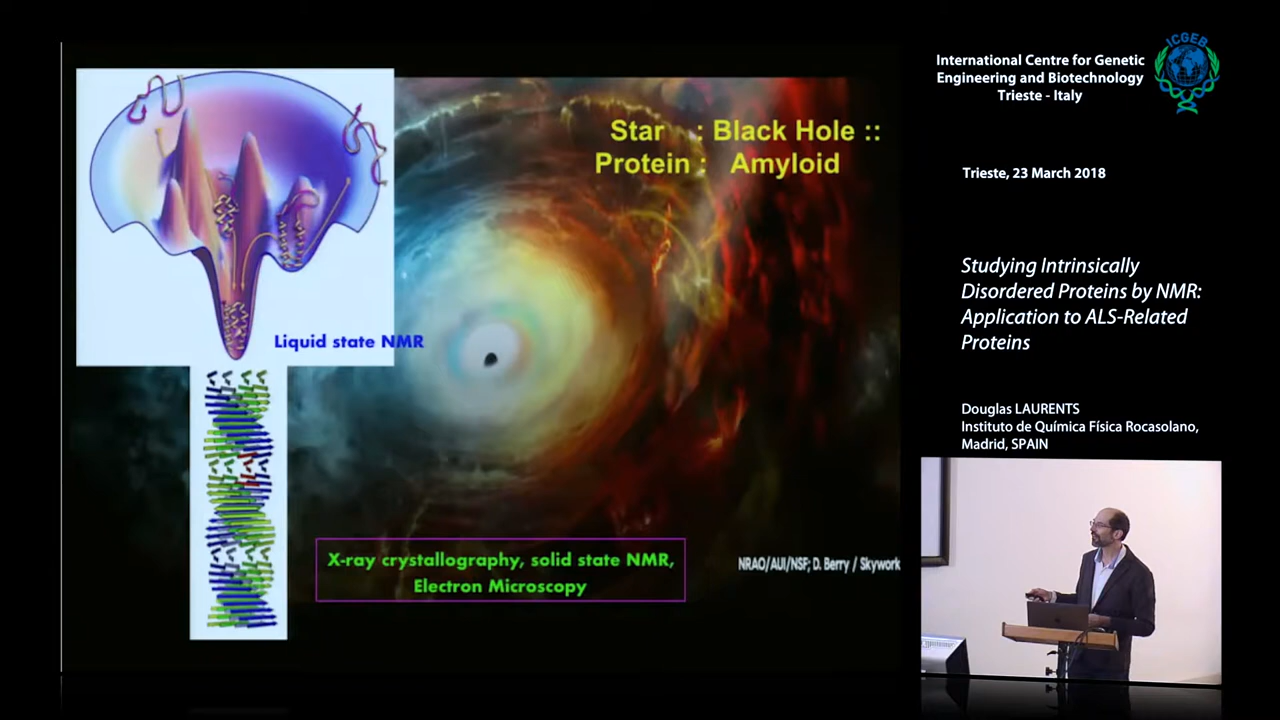 Star : Black Hole ::
Protein : Amyloid
Liquid state NMR
X-ray crystallography, solid state NMR,
Electron Microscopy
NRAO/AUI/NSF; D. Berry / Skywork
International Centre for Genetic
Engineering and Biotechnology
Trieste - Italy
ICGEB
Trieste, 23 March 2018
Studying Intrinsically
Disordered Proteins by NMR:
Application to ALS-Related
Proteins
Douglas LAURENTS
Instituto de Química Física Rocasolano,
Madrid, SPAIN